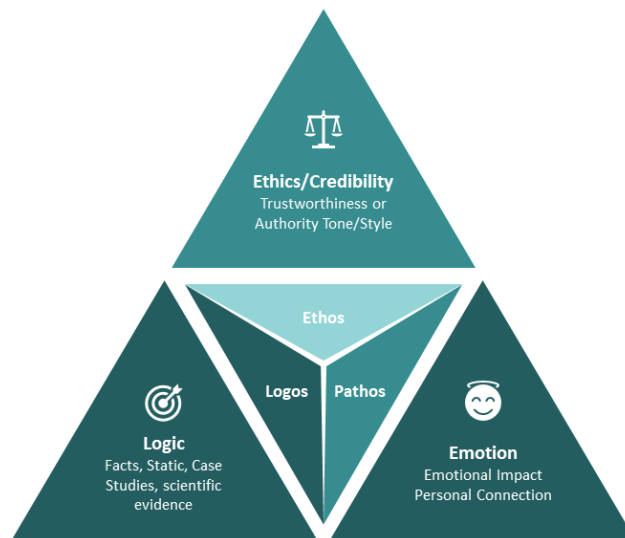 Ethics/Credibility
Trustworthiness or
Authority Tone/Style
Ethos
Logos
Pathos
Logic
Facts, Static, Case
Studies, scientific
evidence
Emotion
Emotional Impact
Personal Connection